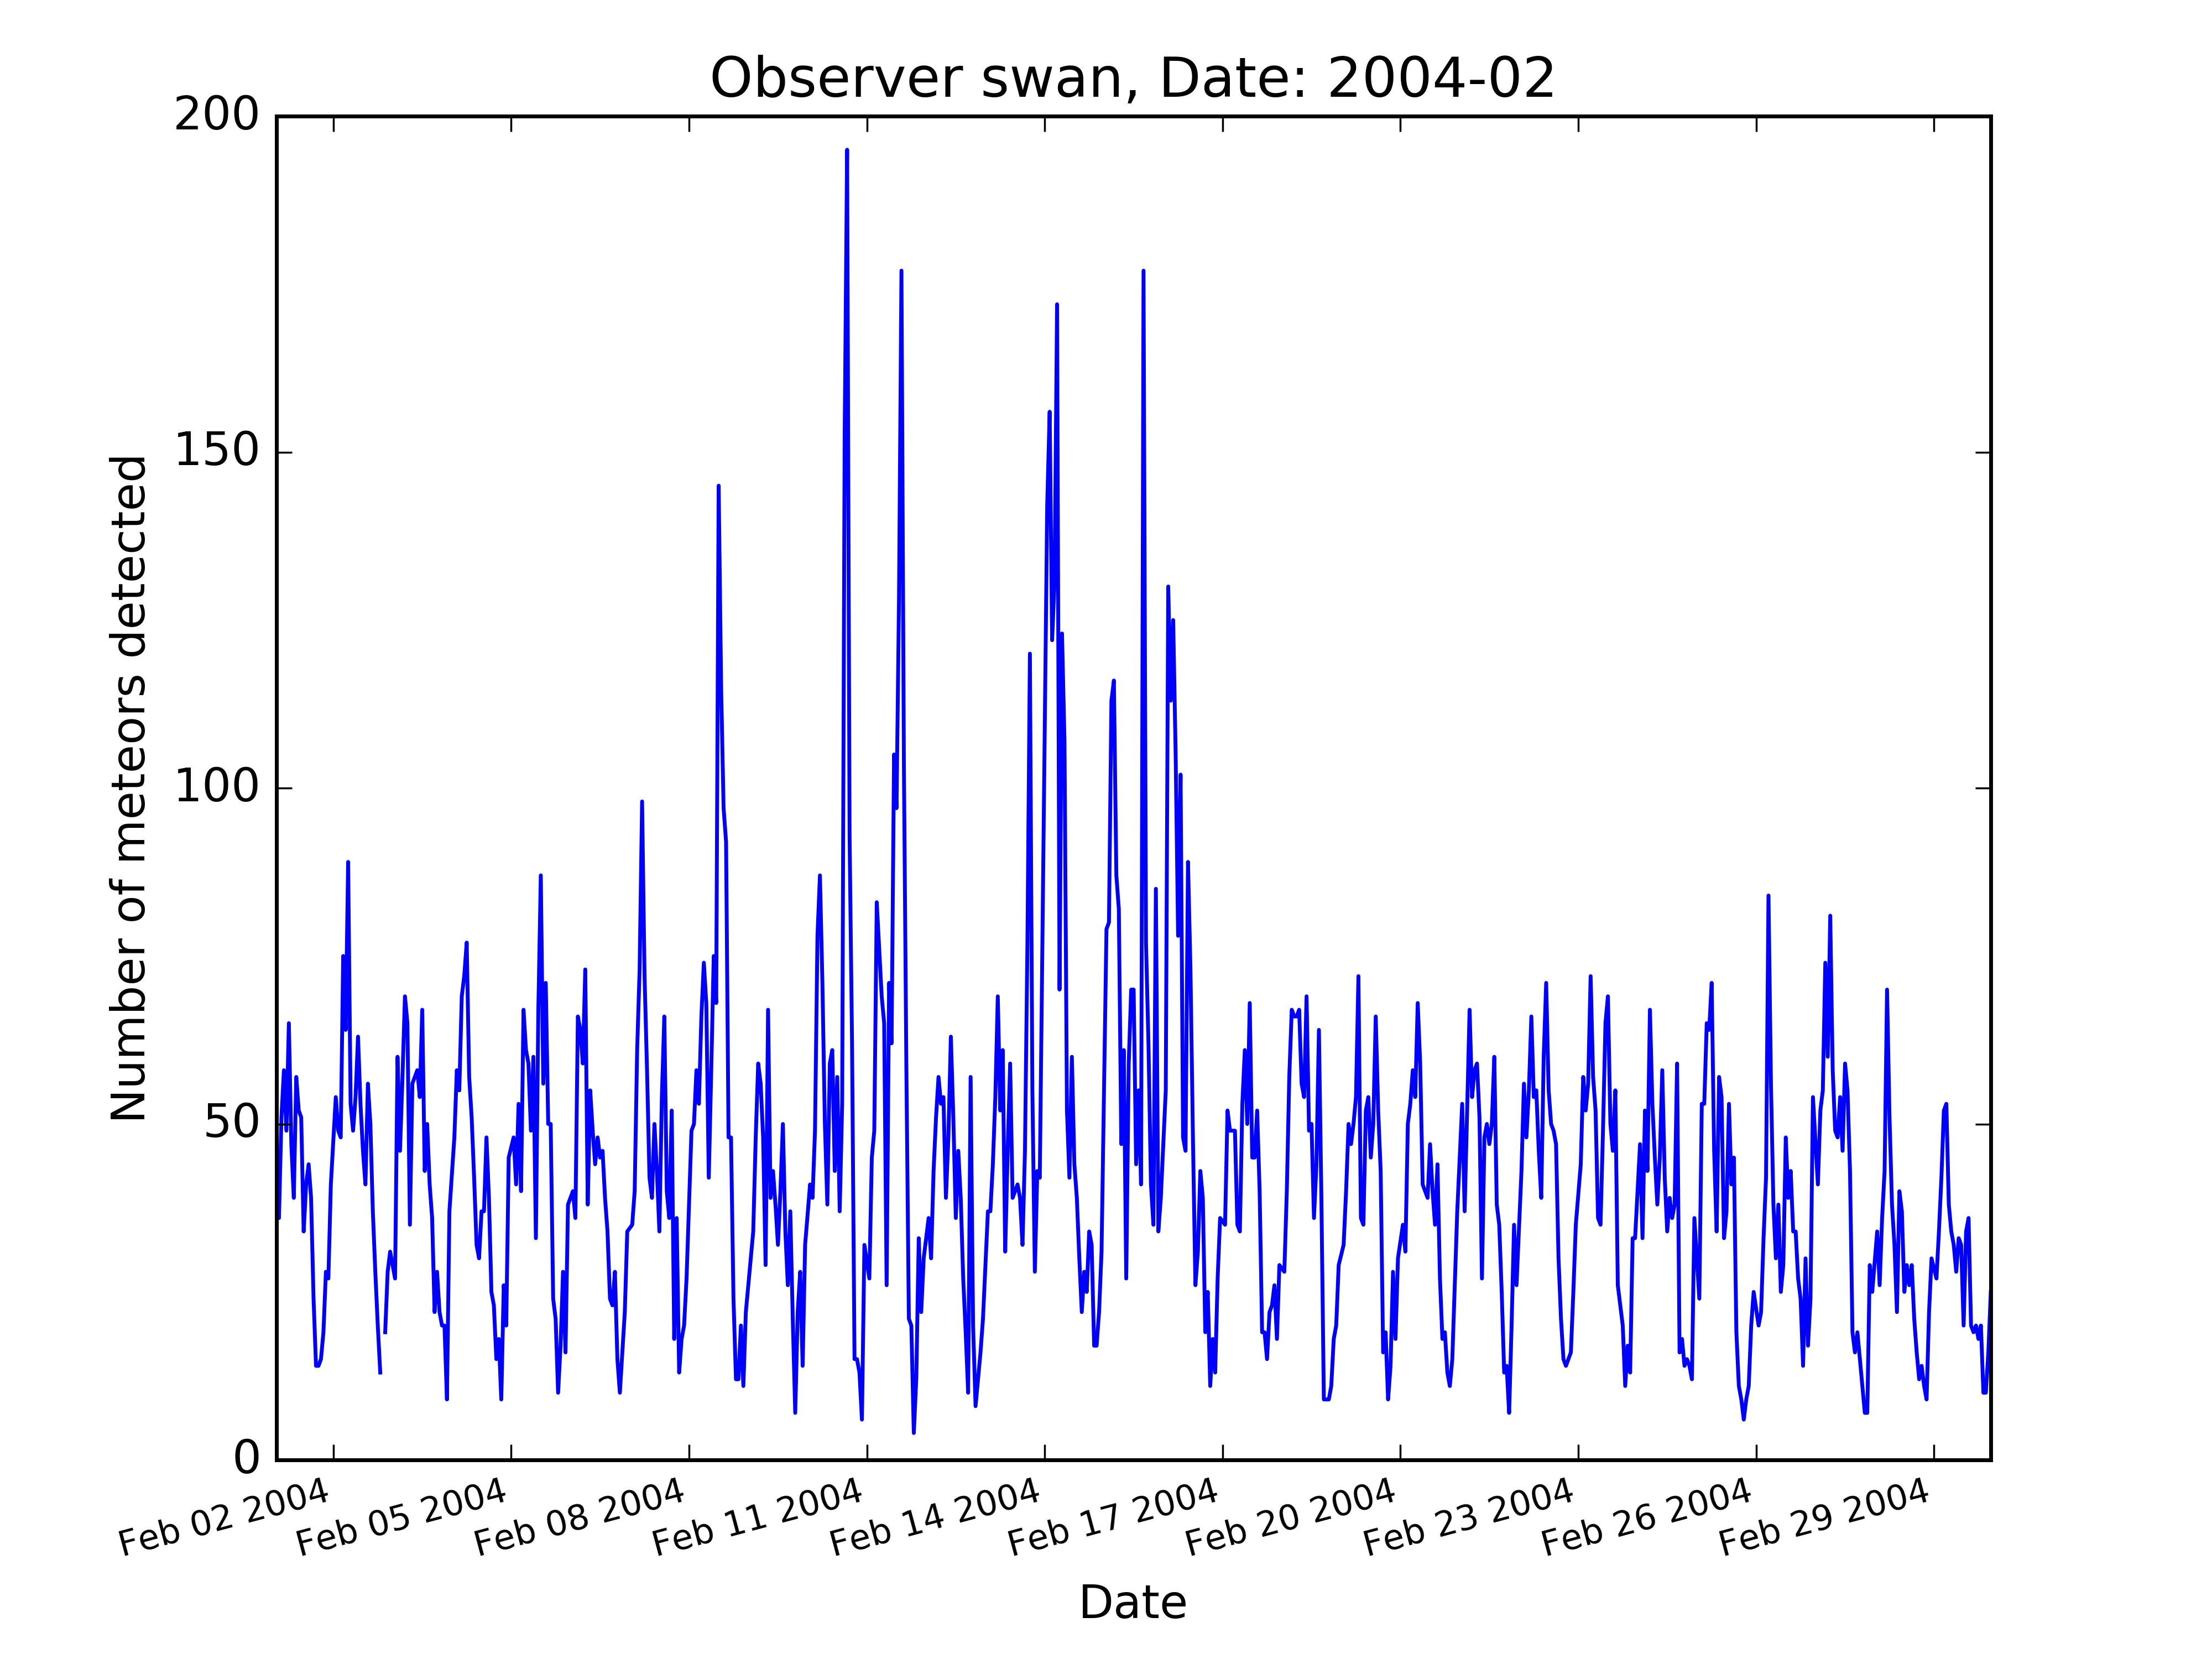 Observer swan, Date: 2004-02
200
150
100
50
0
Number of meteors detected
Feb 02 2004
Feb 05 2004
Feb 08 2004
Feb 11 2004
Feb 14 2004
Feb 17 2004
Feb 20 2004
Feb 23 2004
Feb 26 2004
Feb 29 2004
Date